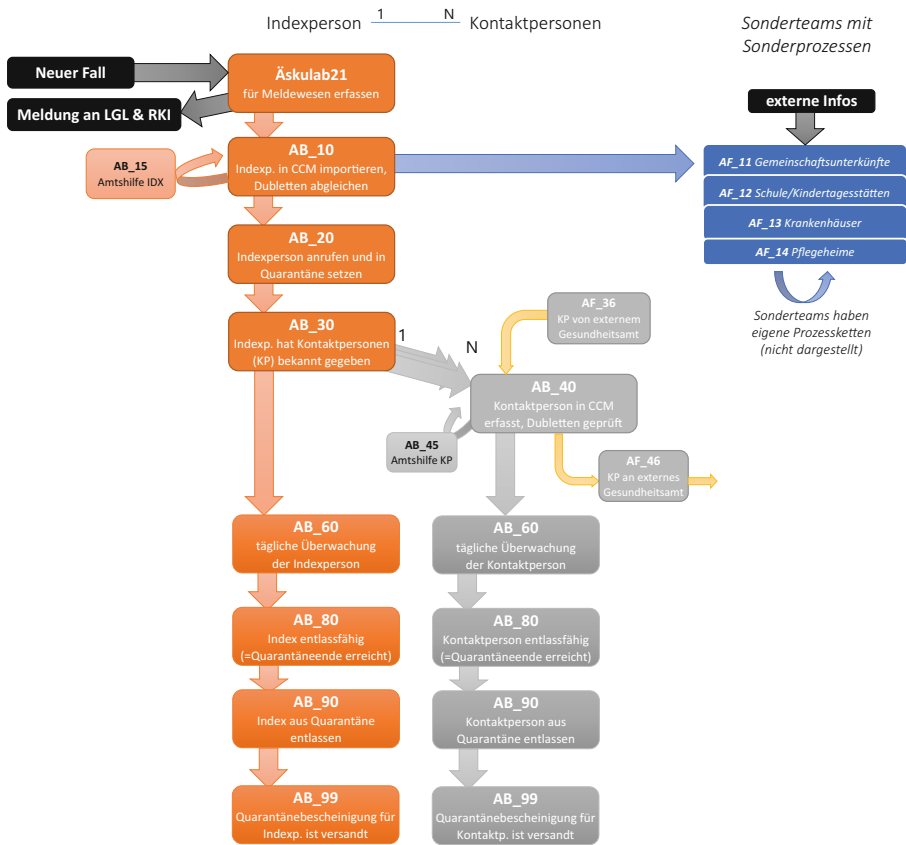 Indexperson 1 N Kontaktpersonen
Sonderteams mit
Sonderprozessen
Neuer Fall
Äskulab21
für Meldewesen erfassen
Meldung an LGL & RKI
externe Infos
AB_15
Amtshilfe IDX
AB_10
Indexp. in CCM importieren,
Dubletten abgleichen
AF_11 Gemeinschaftsunterkünfte
AF_12 Schule/Kindertagesstätten
AF_13 Krankenhäuser
AF_14 Pflegeheime
AB_20
Indexperson anrufen und in
Quarantäne setzen
Sonderteams haben
eigene Prozessketten
(nicht dargestellt)
AF_36
KP von externem
Gesundheitsamt
AB_30
Indexp. hat Kontaktpersonen
(KP) bekannt gegeben
1
N
AB_40
Kontaktperson in CCM
erfasst, Dubletten geprüft
AB_45
Amtshilfe KP
AF_46
KP an externes
Gesundheitsamt
AB_60
tägliche Überwachung
der Indexperson
AB_60
tägliche Überwachung
der Kontaktperson
AB_80
Index entlassfähig
(=Quarantäneende erreicht)
AB_80
Kontaktperson entlassfähig
(=Quarantäneende erreicht)
AB_90
Index aus Quarantäne
entlassen
AB_90
Kontaktperson aus
Quarantäne entlassen
AB_99
Quarantänebescheinigung für
Indexp. ist versandt
AB_99
Quarantänebescheinigung für
Kontaktp. ist versandt